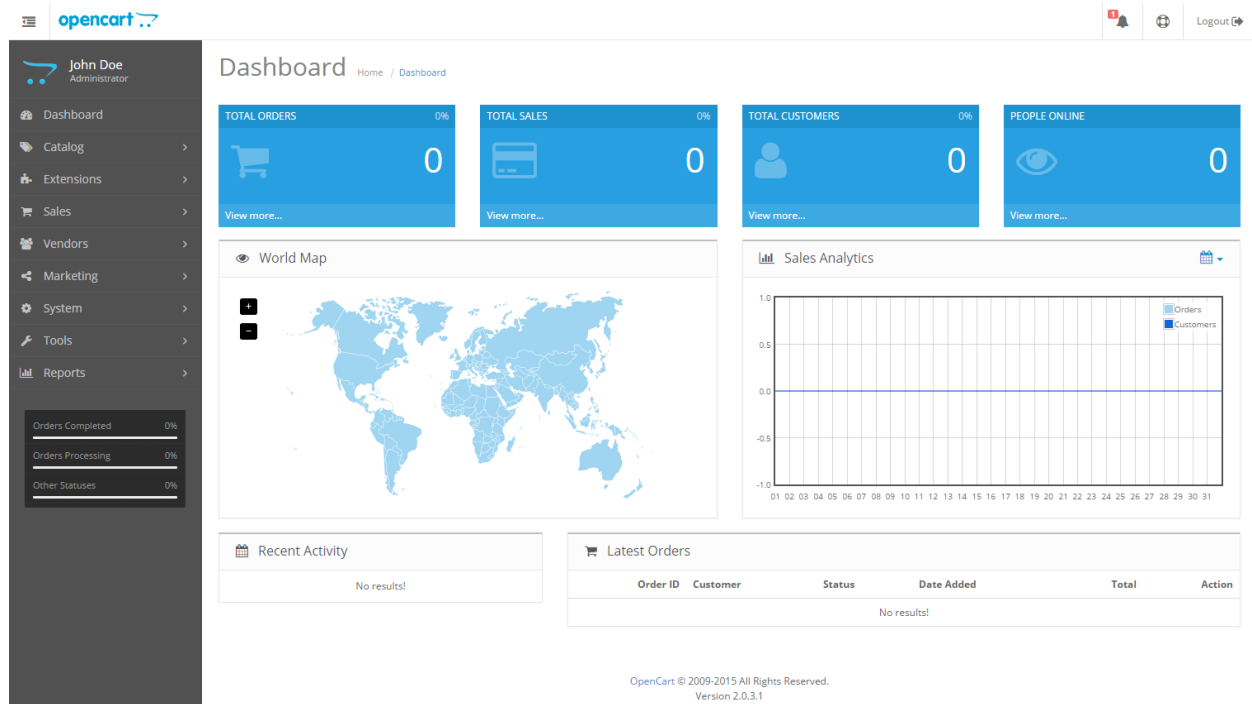 opencart
1
Logout
John Doe
Administrator
Dashboard
Catalog
Extensions
Sales
Vendors
Marketing
System
Tools
Reports
Orders Completed 0%
Orders Processing 0%
Other Statuses 0%
Dashboard Home / Dashboard
TOTAL ORDERS 0%
0
View more...
TOTAL SALES 0%
0
View more...
TOTAL CUSTOMERS 0%
0
View more...
PEOPLE ONLINE
0
View more...
World Map
+
−
Sales Analytics
Orders
Customers
1.0
0.5
0.0
-0.5
-1.0
01 02 03 04 05 06 07 08 09 10 11 12 13 14 15 16 17 18 19 20 21 22 23 24 25 26 27 28 29 30 31
Recent Activity
No results!
Latest Orders
Order ID Customer Status Date Added Total Action
No results!
OpenCart © 2009-2015 All Rights Reserved.
Version 2.0.3.1